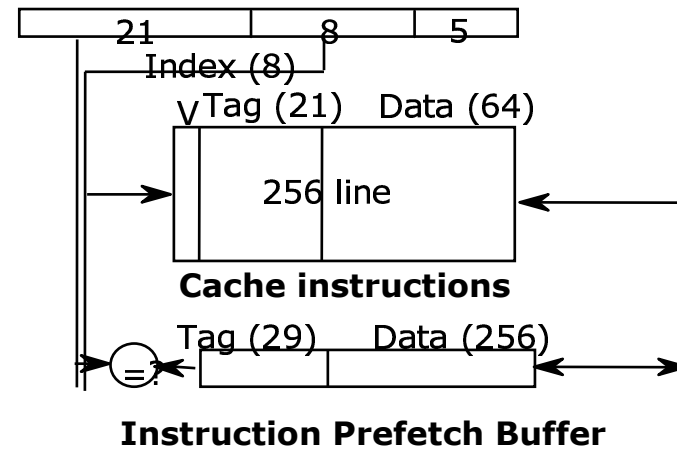 21 8 5
Index (8)
V Tag (21) Data (64)
256 line
Cache instructions
Tag (29) Data (256)
=?
Instruction Prefetch Buffer